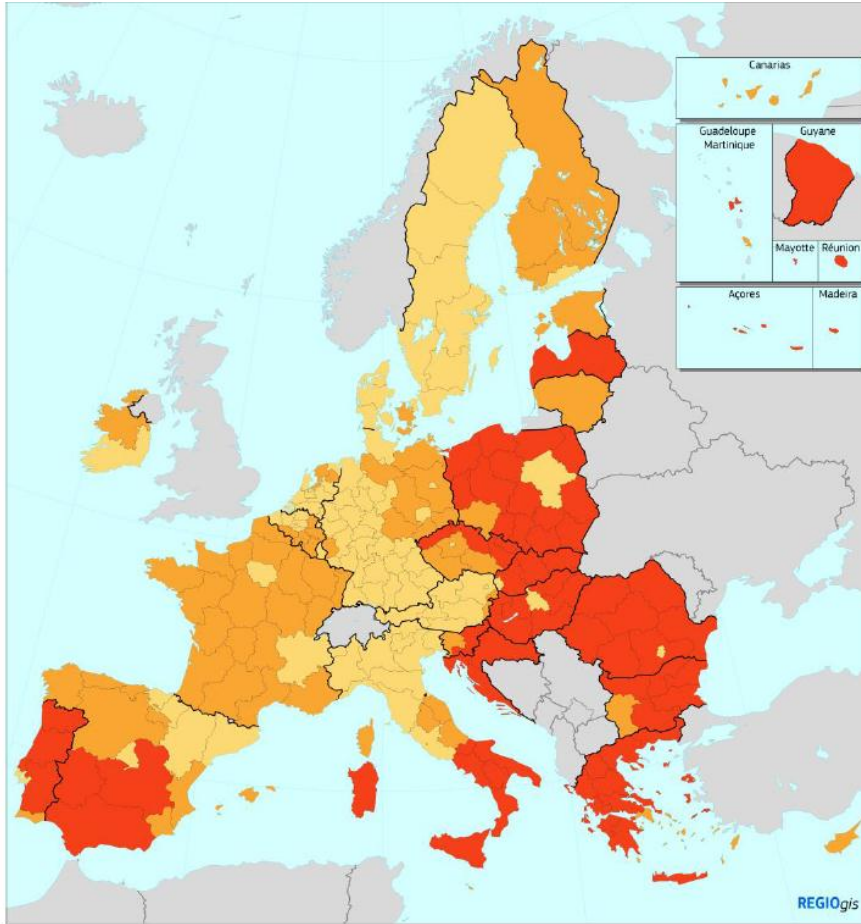 Canarias
Guadeloupe
Martinique
Guyane
Mayotte
Réunion
Açores
Madeira
REGIOgis